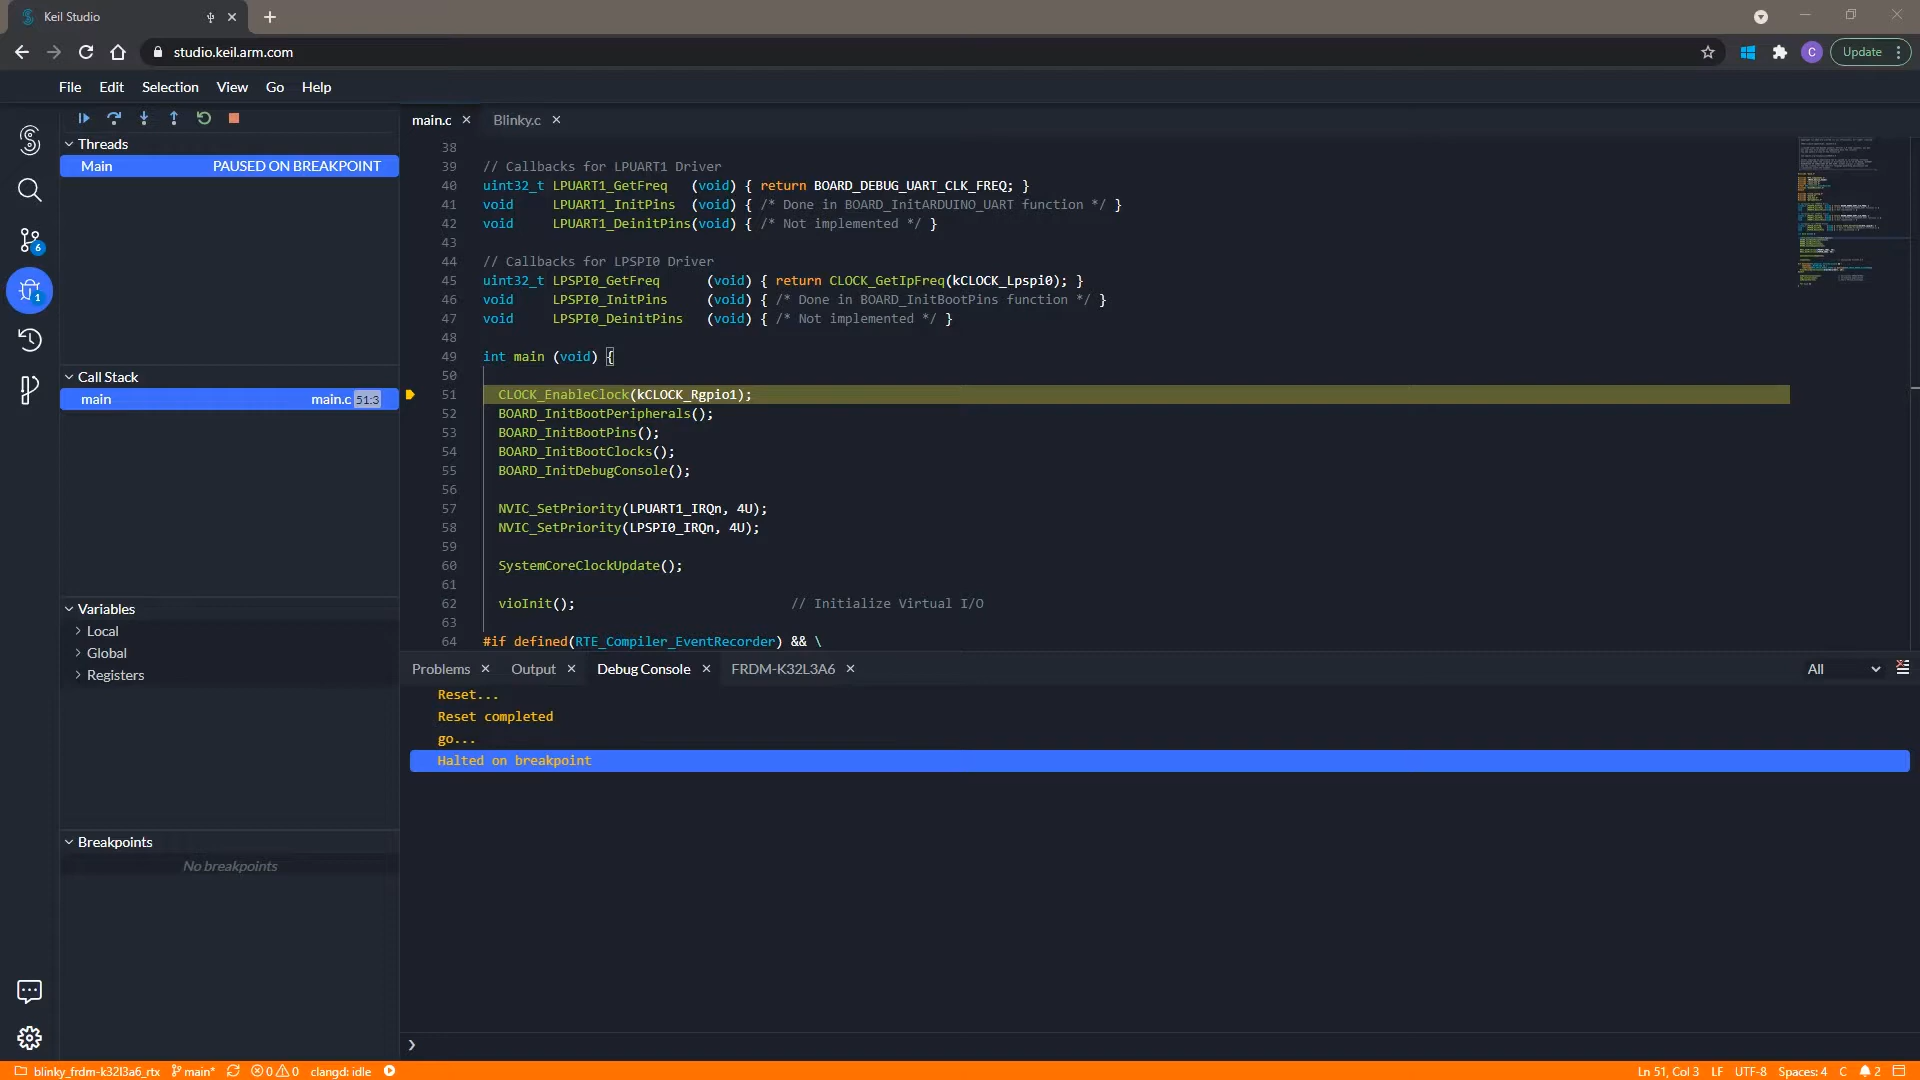 Keil Studio
studio.keil.arm.com
C
Update
File Edit Selection View Go Help
main.c
Blinky.c
Threads
Main PAUSED ON BREAKPOINT
6
1
Call Stack
main main.c 51:3
Variables
Local
Global
Registers
Breakpoints
No breakpoints
38
39 // Callbacks for LPUART1 Driver
40 uint32_t LPUART1_GetFreq (void) { return BOARD_DEBUG_UART_CLK_FREQ; }
41 void LPUART1_InitPins (void) { /* Done in BOARD_InitARDUINO_UART function */ }
42 void LPUART1_DeinitPins(void) { /* Not implemented */ }
43
44 // Callbacks for LPSPI0 Driver
45 uint32_t LPSPI0_GetFreq (void) { return CLOCK_GetIpFreq(kCLOCK_Lpspi0); }
46 void LPSPI0_InitPins (void) { /* Done in BOARD_InitBootPins function */ }
47 void LPSPI0_DeinitPins (void) { /* Not implemented */ }
48
49 int main (void) {
50
51 CLOCK_EnableClock(kCLOCK_Rgpio1);
52 BOARD_InitBootPeripherals();
53 BOARD_InitBootPins();
54 BOARD_InitBootClocks();
55 BOARD_InitDebugConsole();
56
57 NVIC_SetPriority(LPUART1_IRQn, 4U);
58 NVIC_SetPriority(LPSPI0_IRQn, 4U);
59
60 SystemCoreClockUpdate();
61
62 vioInit(); // Initialize Virtual I/O
63
64 #if defined(RTE_Compiler_EventRecorder) && \
Problems Output Debug Console FRDM-K32L3A6 All
Reset...
Reset completed
go...
Halted on breakpoint
blinky_frdm-k32l3a6_rtx main* 0 0 clangd: idle Ln 51, Col 3 LF UTF-8 Spaces: 4 C 2